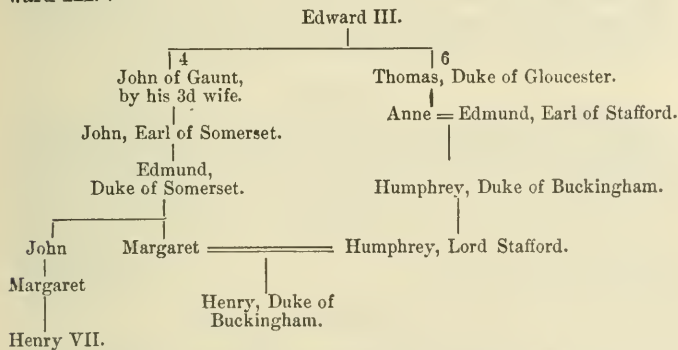 Edward III.
4 6
John of Gaunt, Thomas, Duke of Gloucester.
by his 3d wife.
Anne = Edmund, Earl of Stafford.
John, Earl of Somerset.
Edmund,
Duke of Somerset. Humphrey, Duke of Buckingham.
John Margaret Humphrey, Lord Stafford.
Margaret
Henry, Duke of
Buckingham.
Henry VII.